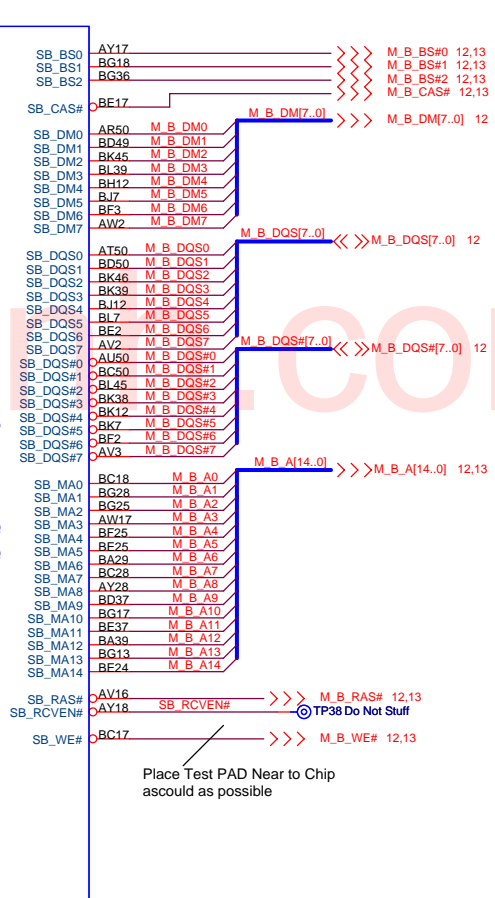 SB_BS0 AY17 M_B_BS#0 12,13
SB_BS1 BG18 M_B_BS#1 12,13
SB_BS2 BG36 M_B_BS#2 12,13
SB_CAS# BE17 M_B_CAS# 12,13
M_B_DM[7..0] M_B_DM[7..0] 12
SB_DM0 AR50 M_B_DM0
SB_DM1 BD49 M_B_DM1
SB_DM2 BK45 M_B_DM2
SB_DM3 BL39 M_B_DM3
SB_DM4 BH12 M_B_DM4
SB_DM5 BJ7 M_B_DM5
SB_DM6 BF3 M_B_DM6
SB_DM7 AW2 M_B_DM7
M_B_DQS[7..0] M_B_DQS[7..0] 12
SB_DQS0 AT50 M_B_DQS0
SB_DQS1 BD50 M_B_DQS1
SB_DQS2 BK46 M_B_DQS2
SB_DQS3 BK39 M_B_DQS3
SB_DQS4 BJ12 M_B_DQS4
SB_DQS5 BL7 M_B_DQS5
SB_DQS6 BE2 M_B_DQS6
SB_DQS7 AV2 M_B_DQS7
M_B_DQS#[7..0] M_B_DQS#[7..0] 12
SB_DQS#0 AU50 M_B_DQS#0
SB_DQS#1 BC50 M_B_DQS#1
SB_DQS#2 BL45 M_B_DQS#2
SB_DQS#3 BK38 M_B_DQS#3
SB_DQS#4 BK12 M_B_DQS#4
SB_DQS#5 BK7 M_B_DQS#5
SB_DQS#6 BF2 M_B_DQS#6
SB_DQS#7 AV3 M_B_DQS#7
M_B_A[14..0] M_B_A[14..0] 12,13
SB_MA0 BC18 M_B_A0
SB_MA1 BG28 M_B_A1
SB_MA2 BG25 M_B_A2
SB_MA3 AW17 M_B_A3
SB_MA4 BF25 M_B_A4
SB_MA5 BE25 M_B_A5
SB_MA6 BA29 M_B_A6
SB_MA7 BC28 M_B_A7
SB_MA8 AY28 M_B_A8
SB_MA9 BD37 M_B_A9
SB_MA10 BG17 M_B_A10
SB_MA11 BE37 M_B_A11
SB_MA12 BA39 M_B_A12
SB_MA13 BG13 M_B_A13
SB_MA14 BE24 M_B_A14
SB_RAS# AV16 M_B_RAS# 12,13
SB_RCVEN# AY18 SB_RCVEN# TP38 Do Not Stuff
SB_WE# BC17 M_B_WE# 12,13
Place Test PAD Near to Chip
ascould as possible